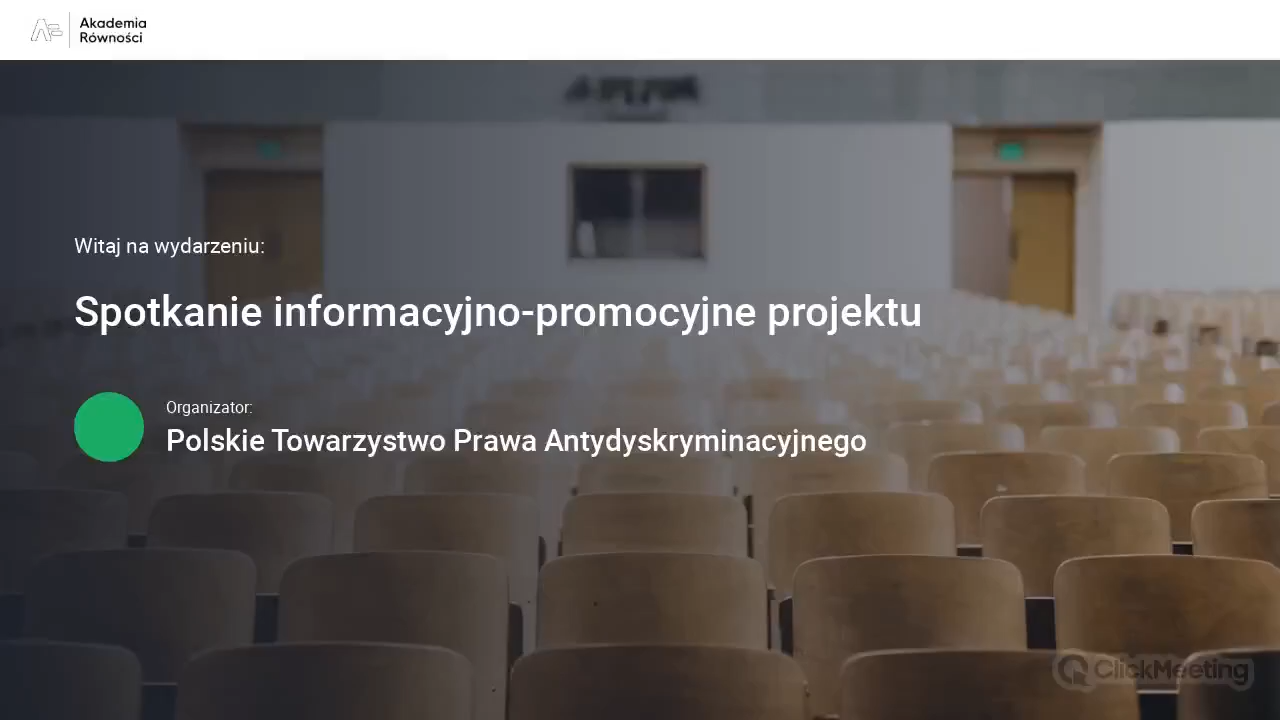 Akademia
Równości
Witaj na wydarzeniu:
Spotkanie informacyjno-promocyjne projektu
Organizator:
Polskie Towarzystwo Prawa Antydyskryminacyjnego
ClickMeeting